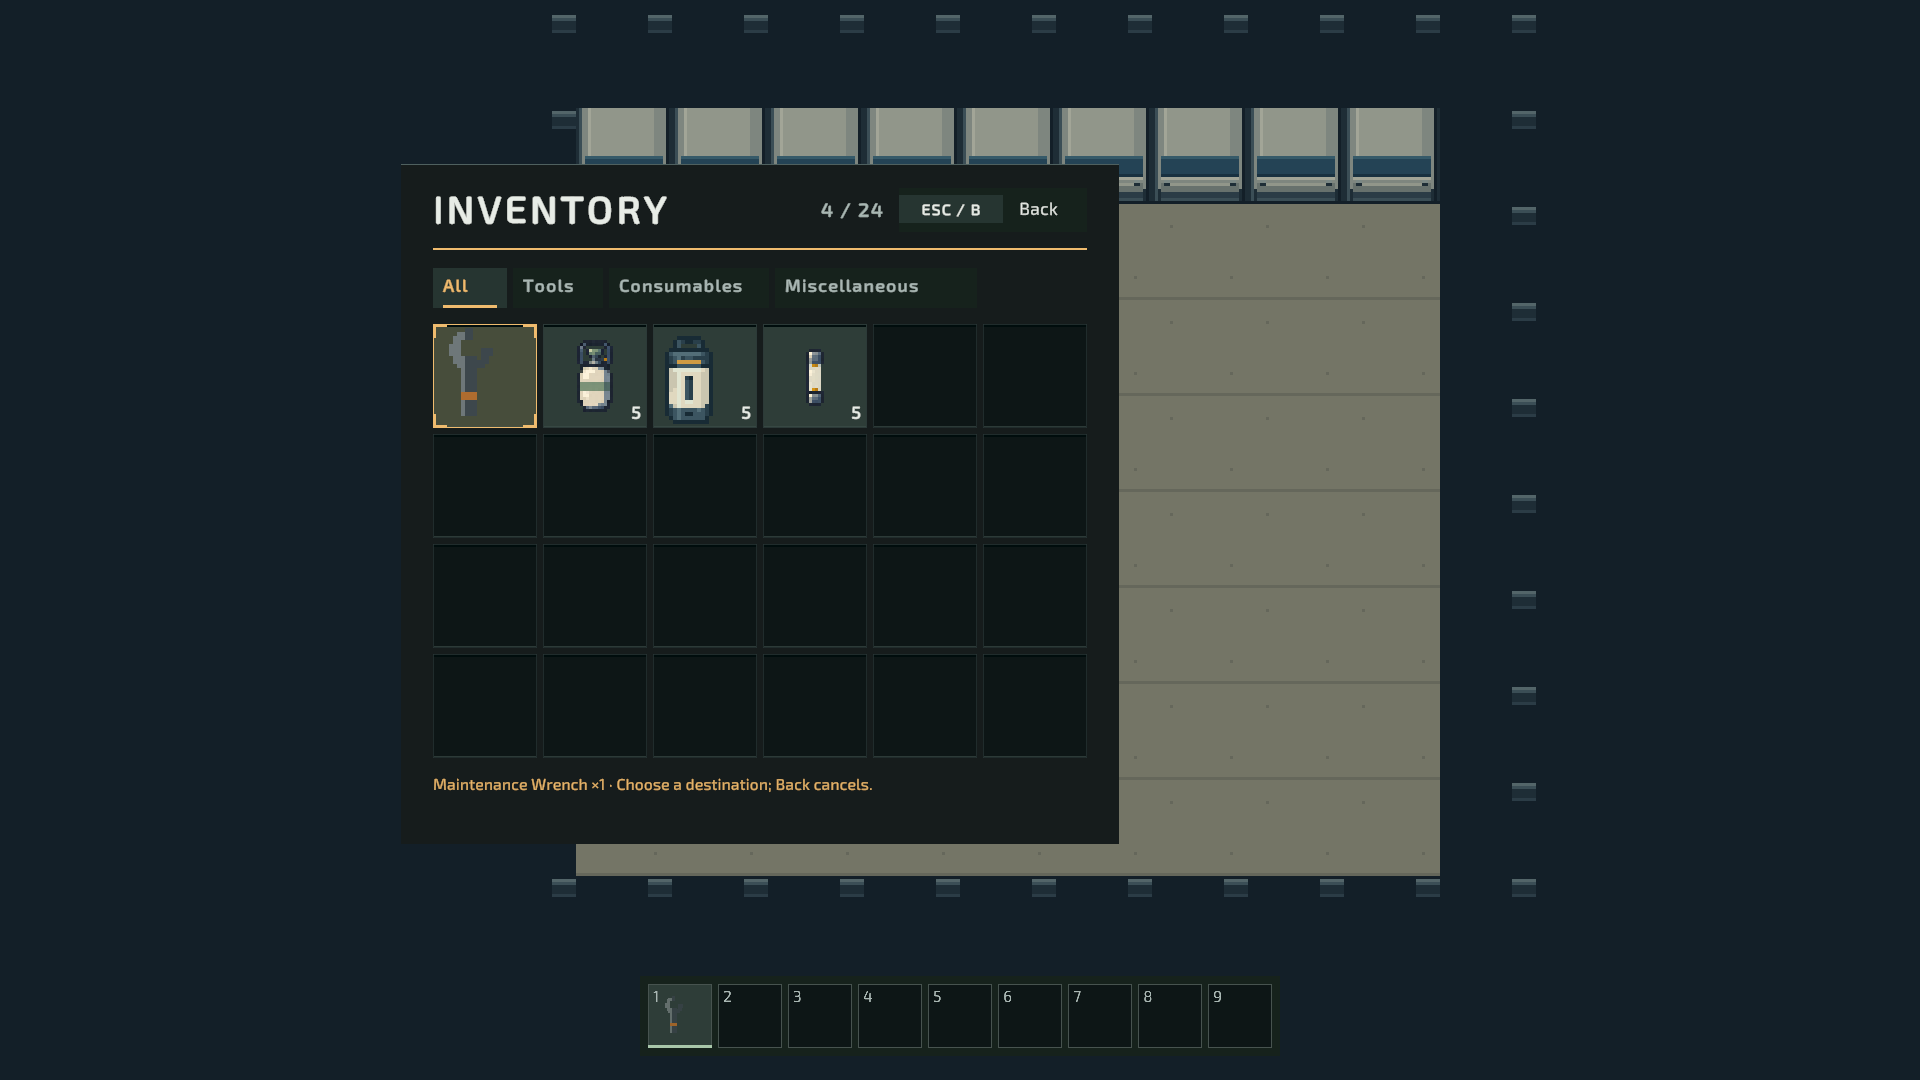 INVENTORY
4 / 24
ESC / B
Back
All
Tools
Consumables
Miscellaneous
5
5
5
Maintenance Wrench ×1 · Choose a destination; Back cancels.
1
2
3
4
5
6
7
8
9